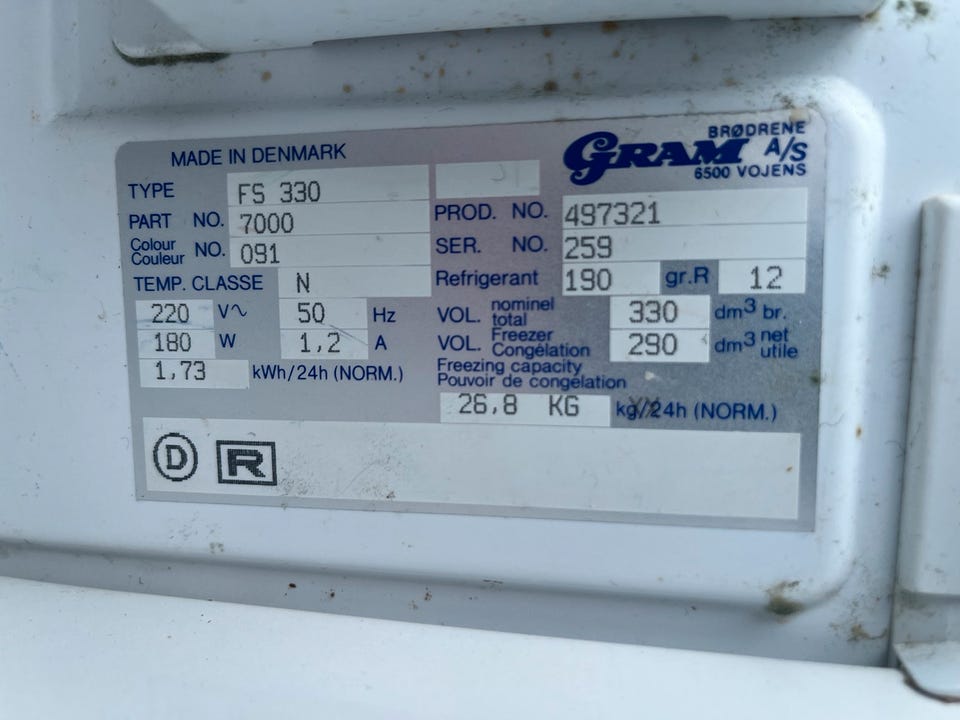 MADE IN DENMARK
BRØDRENE
GRAM A/S
6500 VOJENS
TYPE FS 330
PART NO. 7000
Colour
Couleur NO. 091
TEMP. CLASSE N
220 V~ 50 Hz
180 W 1,2 A
1,73 kWh/24h (NORM.)
PROD. NO. 497321
SER. NO. 259
Refrigerant 190 gr.R 12
VOL. nominel
total 330 dm3 br.
VOL. Freezer
Congélation 290 dm3 net
utile
Freezing capacity
Pouvoir de congélation
26,8 KG kg/24h (NORM.)
D R